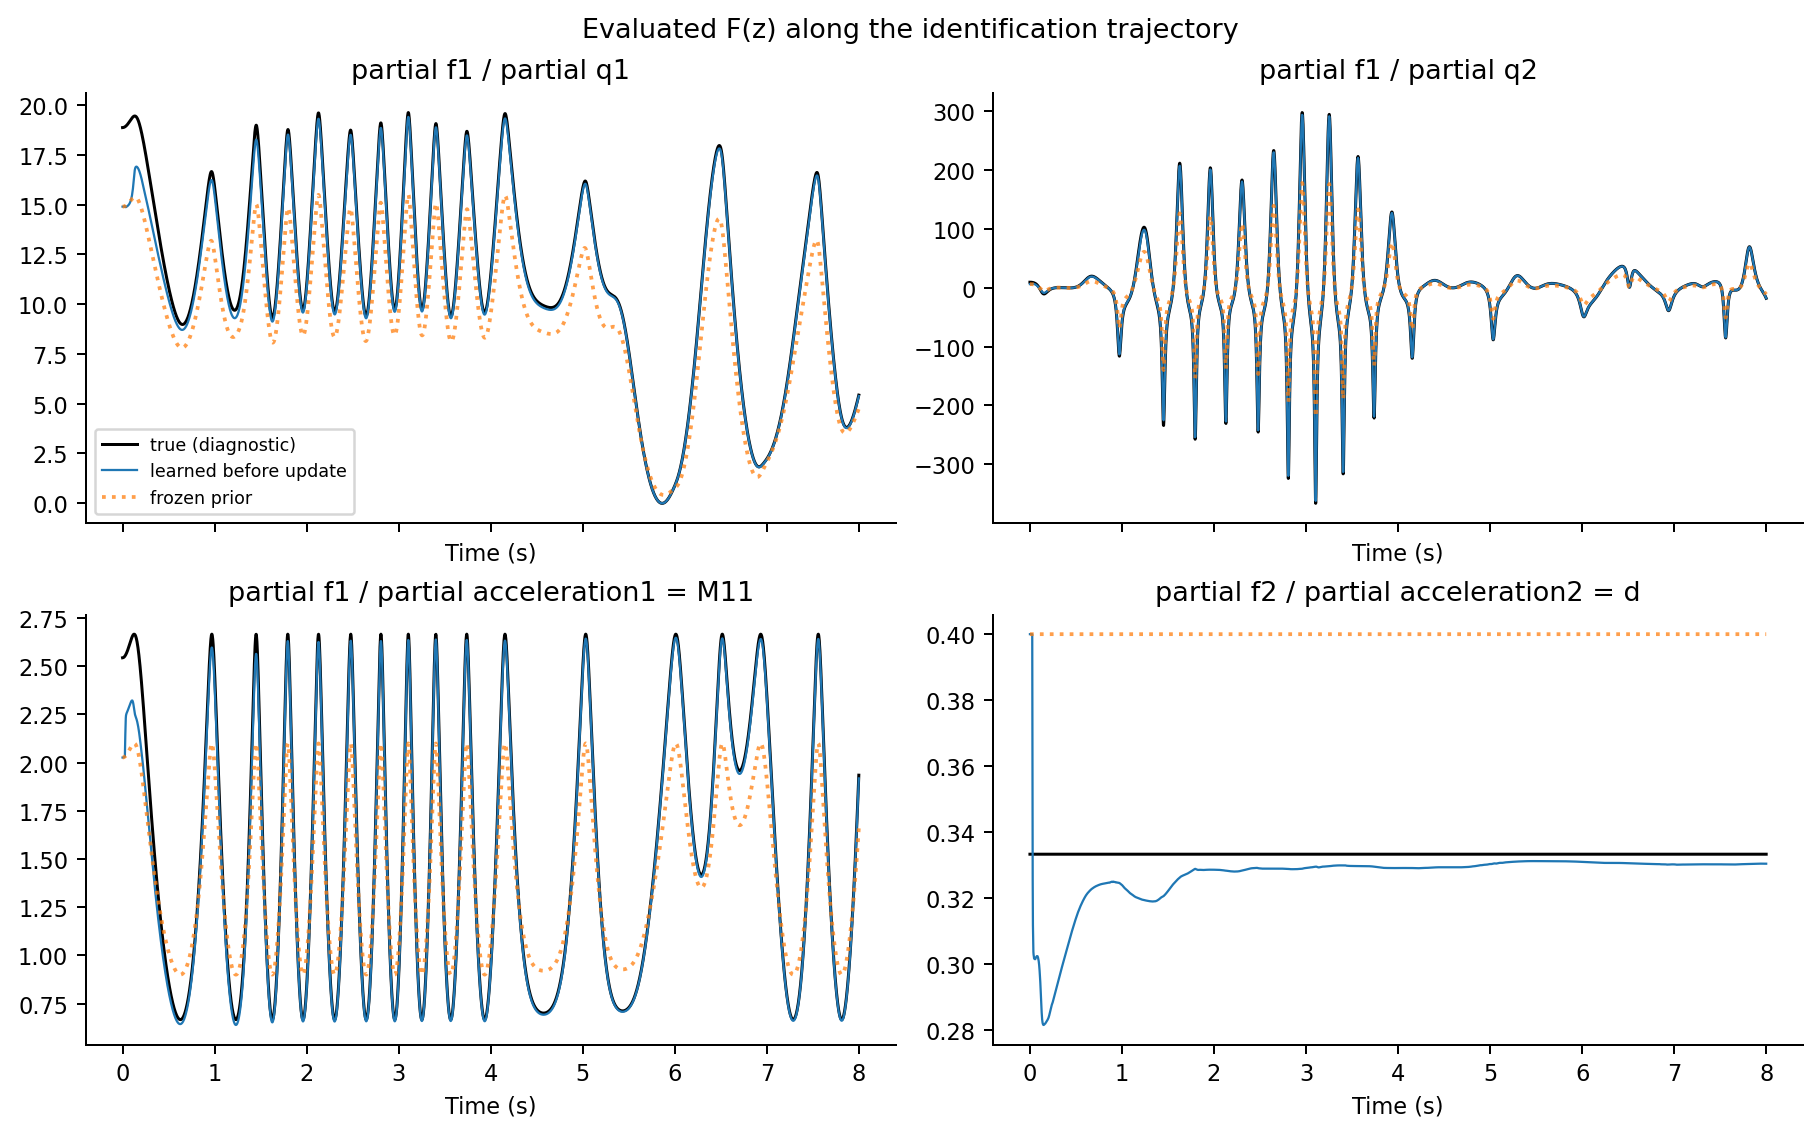 Evaluated F(z) along the identification trajectory
partial f1 / partial q1
20.0
17.5
15.0
12.5
10.0
7.5
5.0
2.5
0.0
true (diagnostic)
learned before update
frozen prior
Time (s)
partial f1 / partial q2
300
200
100
0
−100
−200
−300
Time (s)
partial f1 / partial acceleration1 = M11
2.75
2.50
2.25
2.00
1.75
1.50
1.25
1.00
0.75
0 1 2 3 4 5 6 7 8
Time (s)
partial f2 / partial acceleration2 = d
0.40
0.38
0.36
0.34
0.32
0.30
0.28
0 1 2 3 4 5 6 7 8
Time (s)